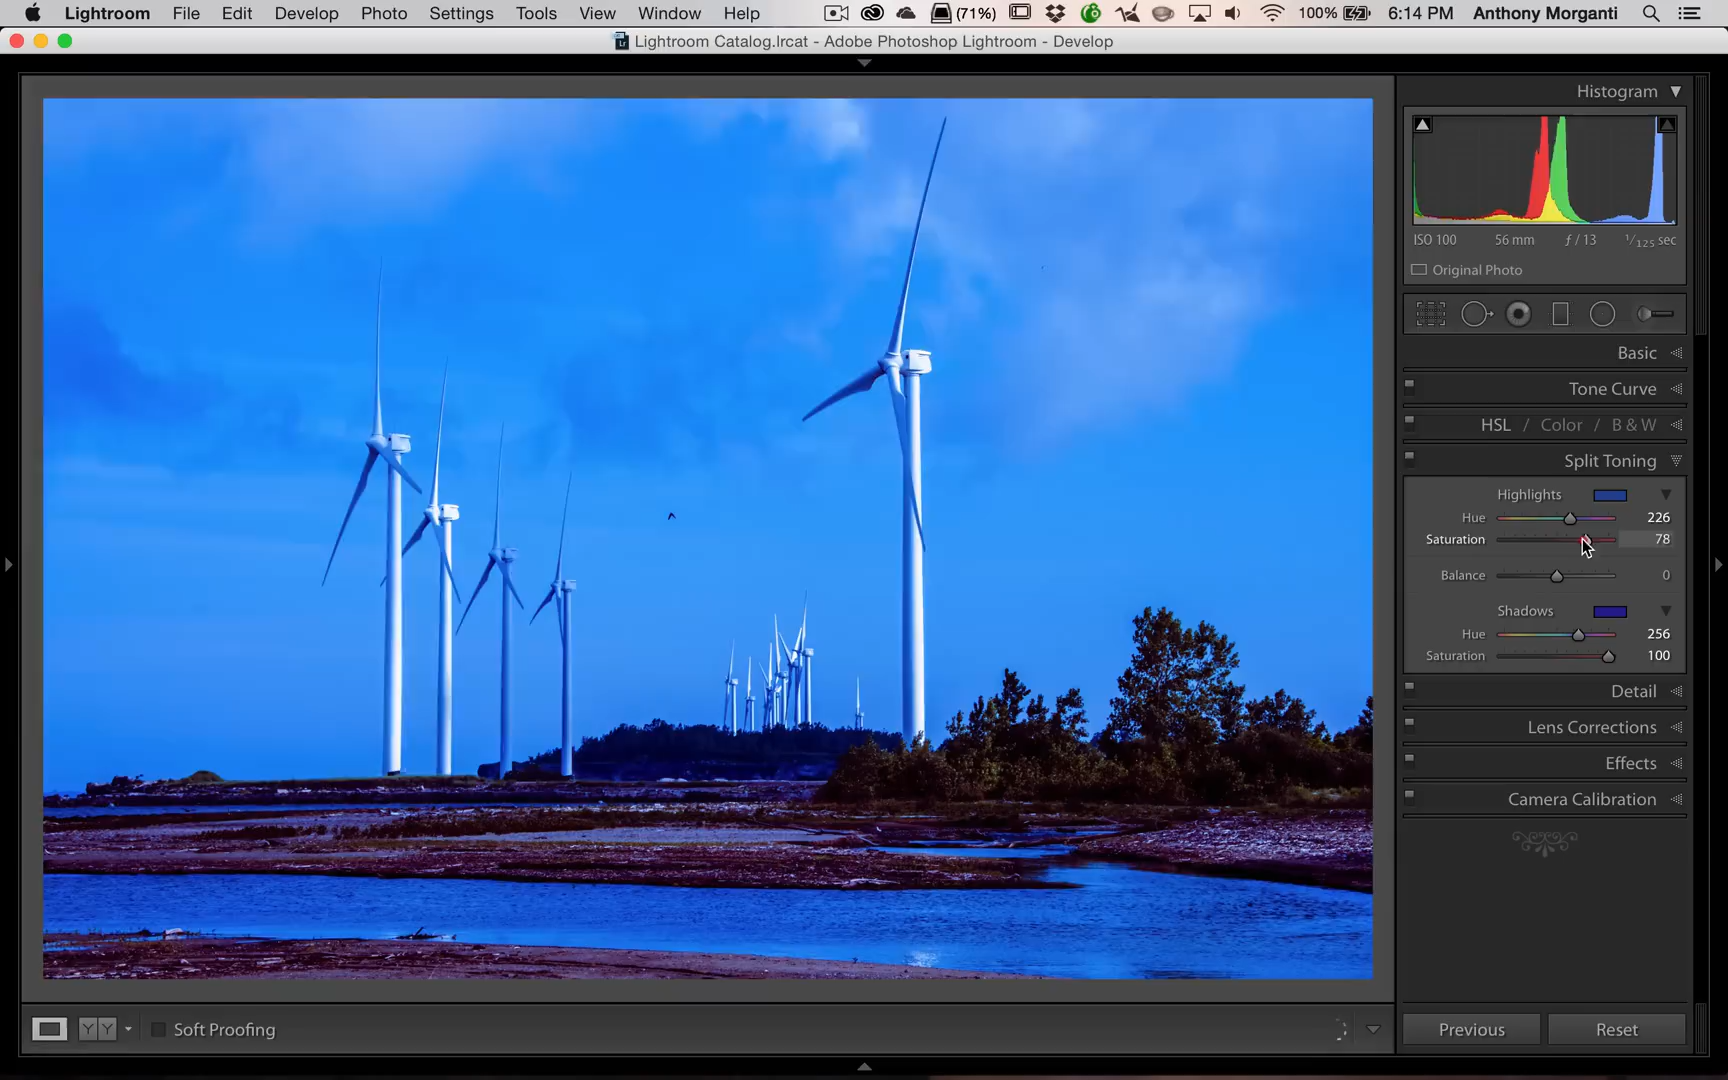 Lightroom File Edit Develop Photo Settings Tools View Window Help (71%) 100% 6:14 PM Anthony Morganti
Lr Lightroom Catalog.lrcat - Adobe Photoshop Lightroom - Develop
Histogram
ISO 100 56 mm ƒ / 13 1/125 sec
Original Photo
Basic
Tone Curve
HSL / Color / B & W
Split Toning
Highlights
Hue 226
Saturation 78
Balance 0
Shadows
Hue 256
Saturation 100
Detail
Lens Corrections
Effects
Camera Calibration
Y Y Soft Proofing Previous Reset